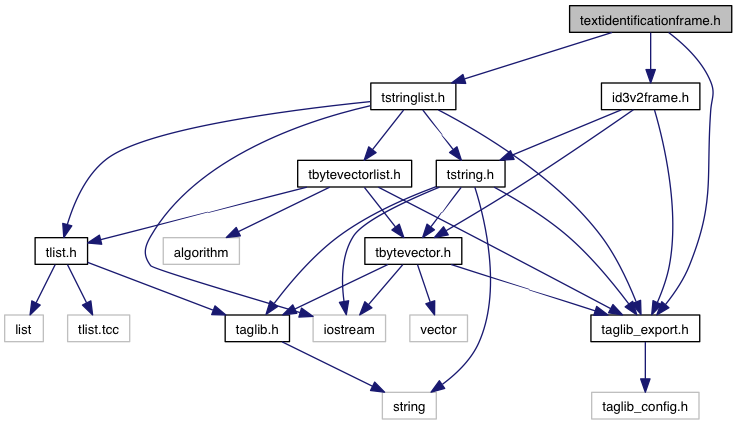 textidentificationframe.h
tstringlist.h
id3v2frame.h
tbytevectorlist.h
tstring.h
tlist.h
algorithm
tbytevector.h
list
tlist.tcc
taglib.h
iostream
vector
taglib_export.h
string
taglib_config.h